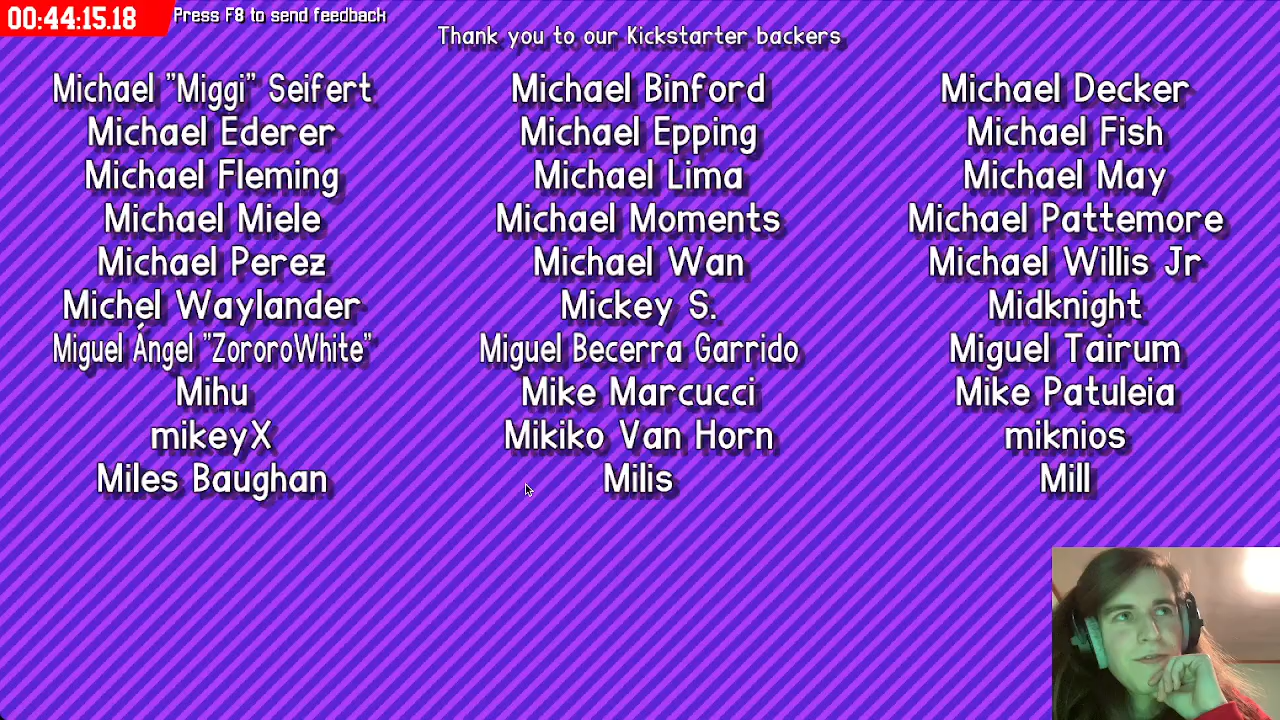 00:44:15.18
Press F8 to send feedback
Thank you to our Kickstarter backers
Michael "Miggi" Seifert Michael Binford Michael Decker
Michael Ederer Michael Epping Michael Fish
Michael Fleming Michael Lima Michael May
Michael Miele Michael Moments Michael Pattemore
Michael Perez Michael Wan Michael Willis Jr
Michel Waylander Mickey S. Midknight
Miguel Ángel "ZororoWhite" Miguel Becerra Garrido Miguel Tairum
Mihu Mike Marcucci Mike Patuleia
mikeyX Mikiko Van Horn miknios
Miles Baughan Milis Mill